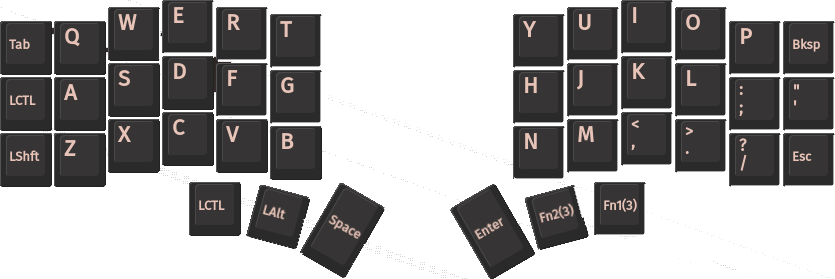 Tab Q W E R T Y U I O P Bksp
LCTL A S D F G H J K L : ; " '
LShft Z X C V B N M < , > . ? / Esc
LCTL LAlt Space Enter Fn2(3) Fn1(3)